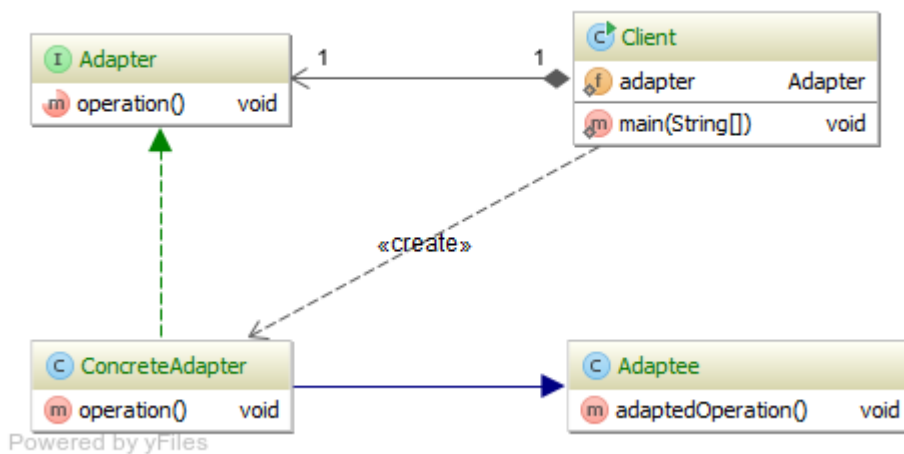 I Adapter
m operation() void
1 1
C Client
f adapter Adapter
m main(String[]) void
«create»
C ConcreteAdapter
m operation() void
C Adaptee
m adaptedOperation() void
Powered by yFiles